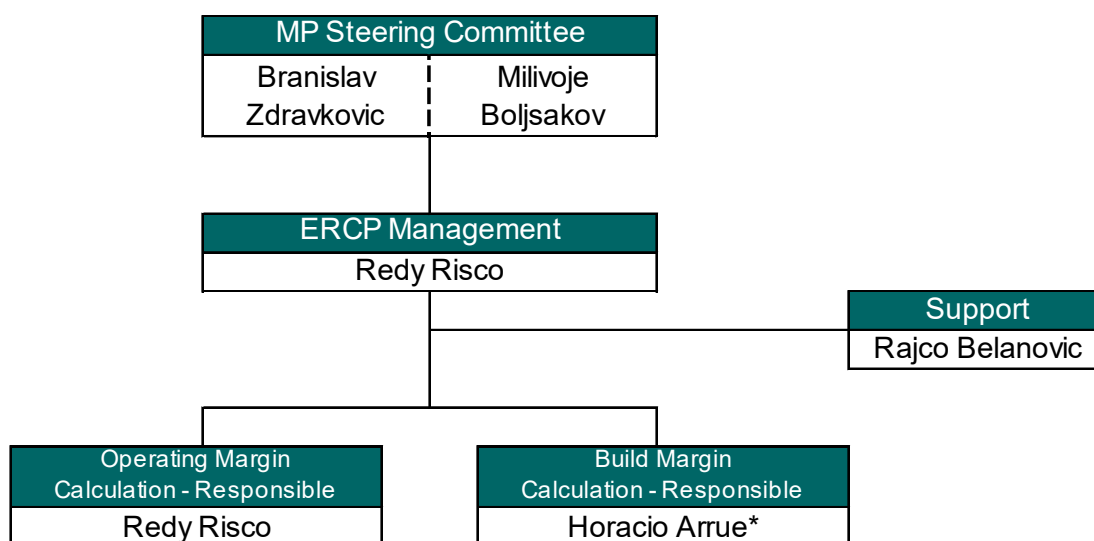 MP Steering Committee
Branislav
Zdravkovic
Milivoje
Boljsakov
ERCP Management
Redy Risco
Support
Rajco Belanovic
Operating Margin
Calculation - Responsible
Redy Risco
Build Margin
Calculation - Responsible
Horacio Arrue*